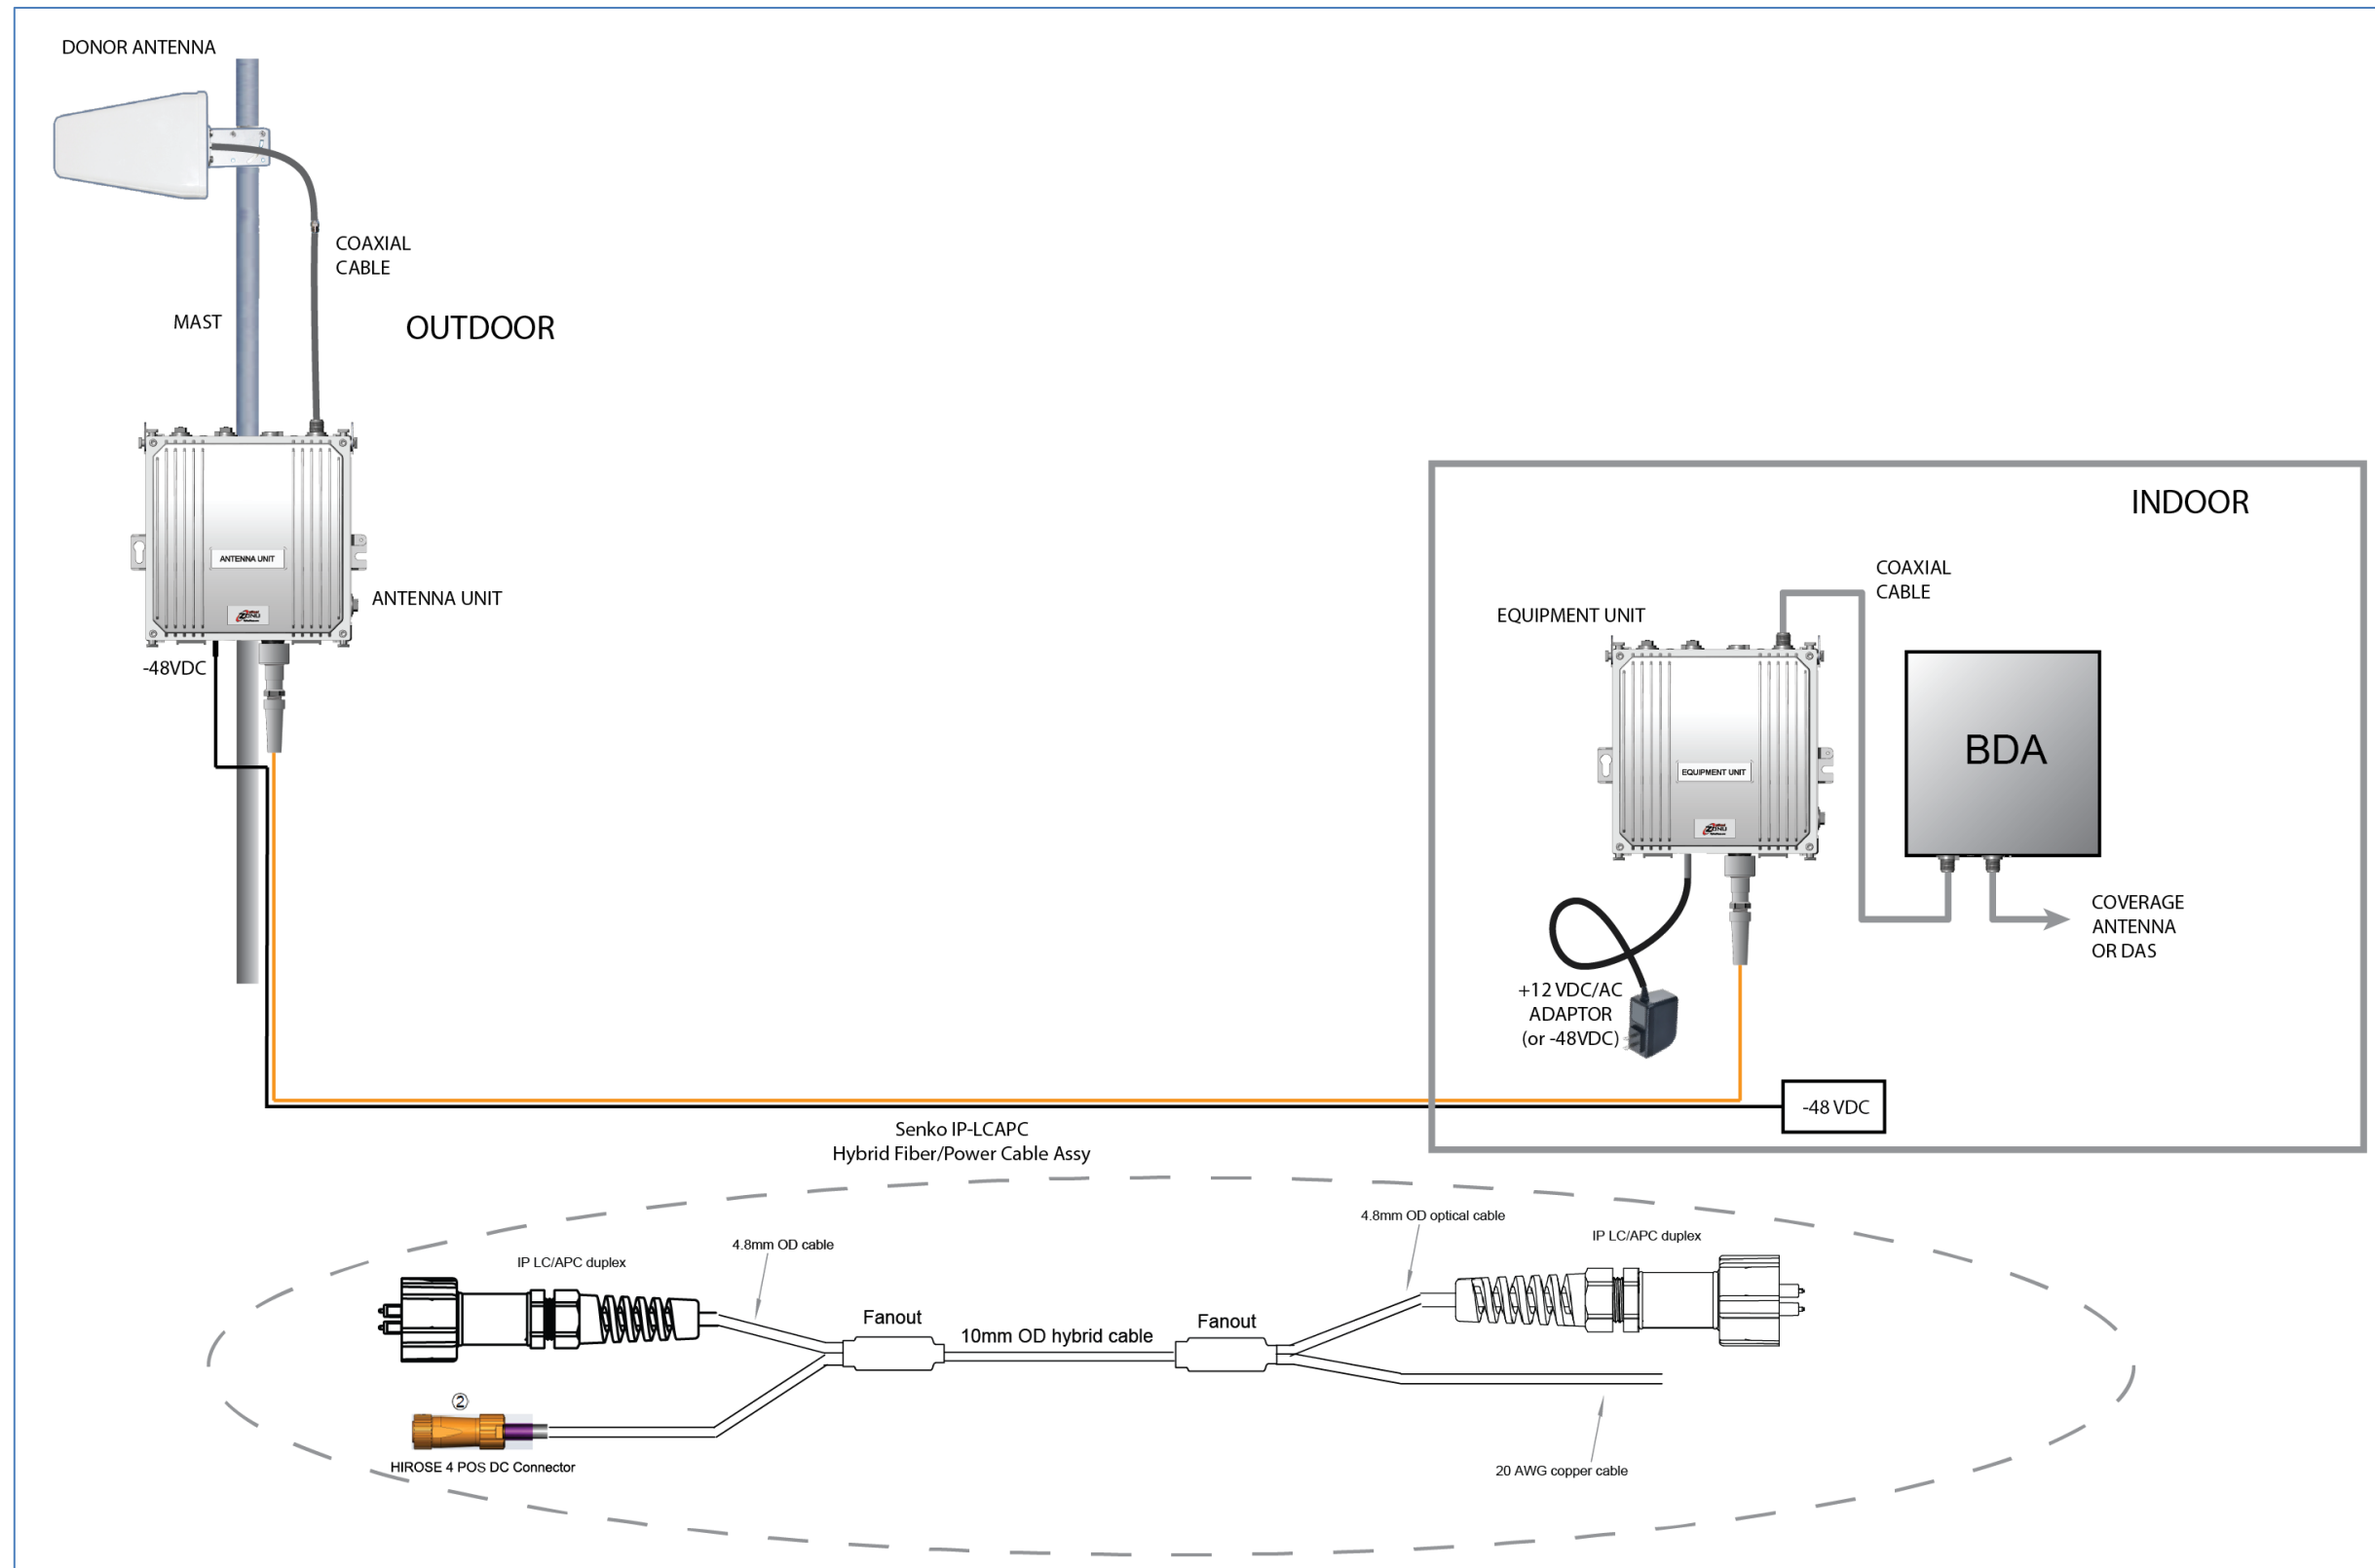 DONOR ANTENNA
COAXIAL
CABLE
MAST
OUTDOOR
INDOOR
ANTENNA UNIT
ANTENNA UNIT
-48VDC
COAXIAL
CABLE
EQUIPMENT UNIT
EQUIPMENT UNIT
BDA
COVERAGE
ANTENNA
OR DAS
+12 VDC/AC
ADAPTOR
(or -48VDC)
-48 VDC
Senko IP-LCAPC
Hybrid Fiber/Power Cable Assy
4.8mm OD optical cable
IP LC/APC duplex
4.8mm OD cable
IP LC/APC duplex
Fanout
10mm OD hybrid cable
Fanout
②
HIROSE 4 POS DC Connector
20 AWG copper cable